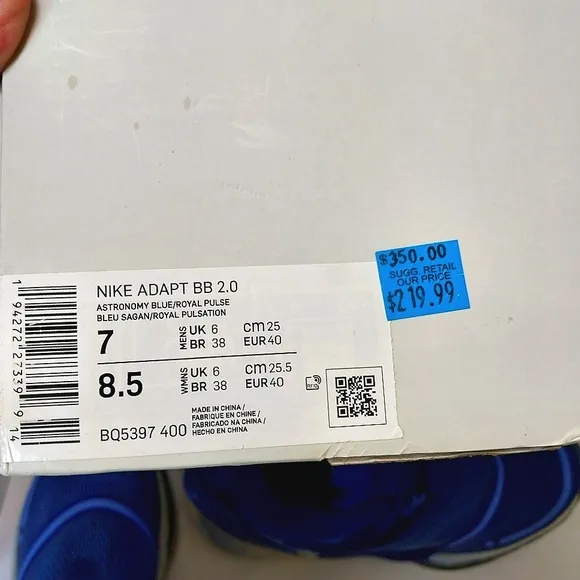 $350.00
SUGG. RETAIL
OUR PRICE
$219.99
NIKE ADAPT BB 2.0
ASTRONOMY BLUE/ROYAL PULSE
BLEU SAGAN/ROYAL PULSATION
7 MENS UK 6 cm 25
BR 38 EUR 40
8.5 WMNS UK 6 cm 25.5
BR 38 EUR 40
RFID
BQ5397 400
MADE IN CHINA /
FABRIQUE EN CHINE /
FABRICADO NA CHINA /
HECHO EN CHINA
1 94272 27339 9 14